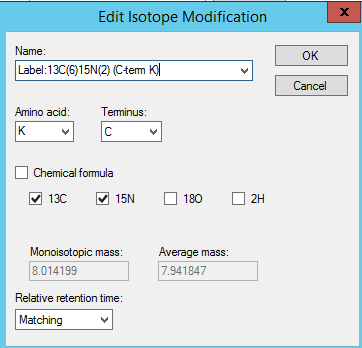 Edit Isotope Modification
x
Name:
Label:13C(6)15N(2) (C-term K)
OK
Cancel
Amino acid:
Terminus:
K
C
Chemical formula
13C 15N 18O 2H
Monoisotopic mass:
Average mass:
8.014199
7.941847
Relative retention time:
Matching